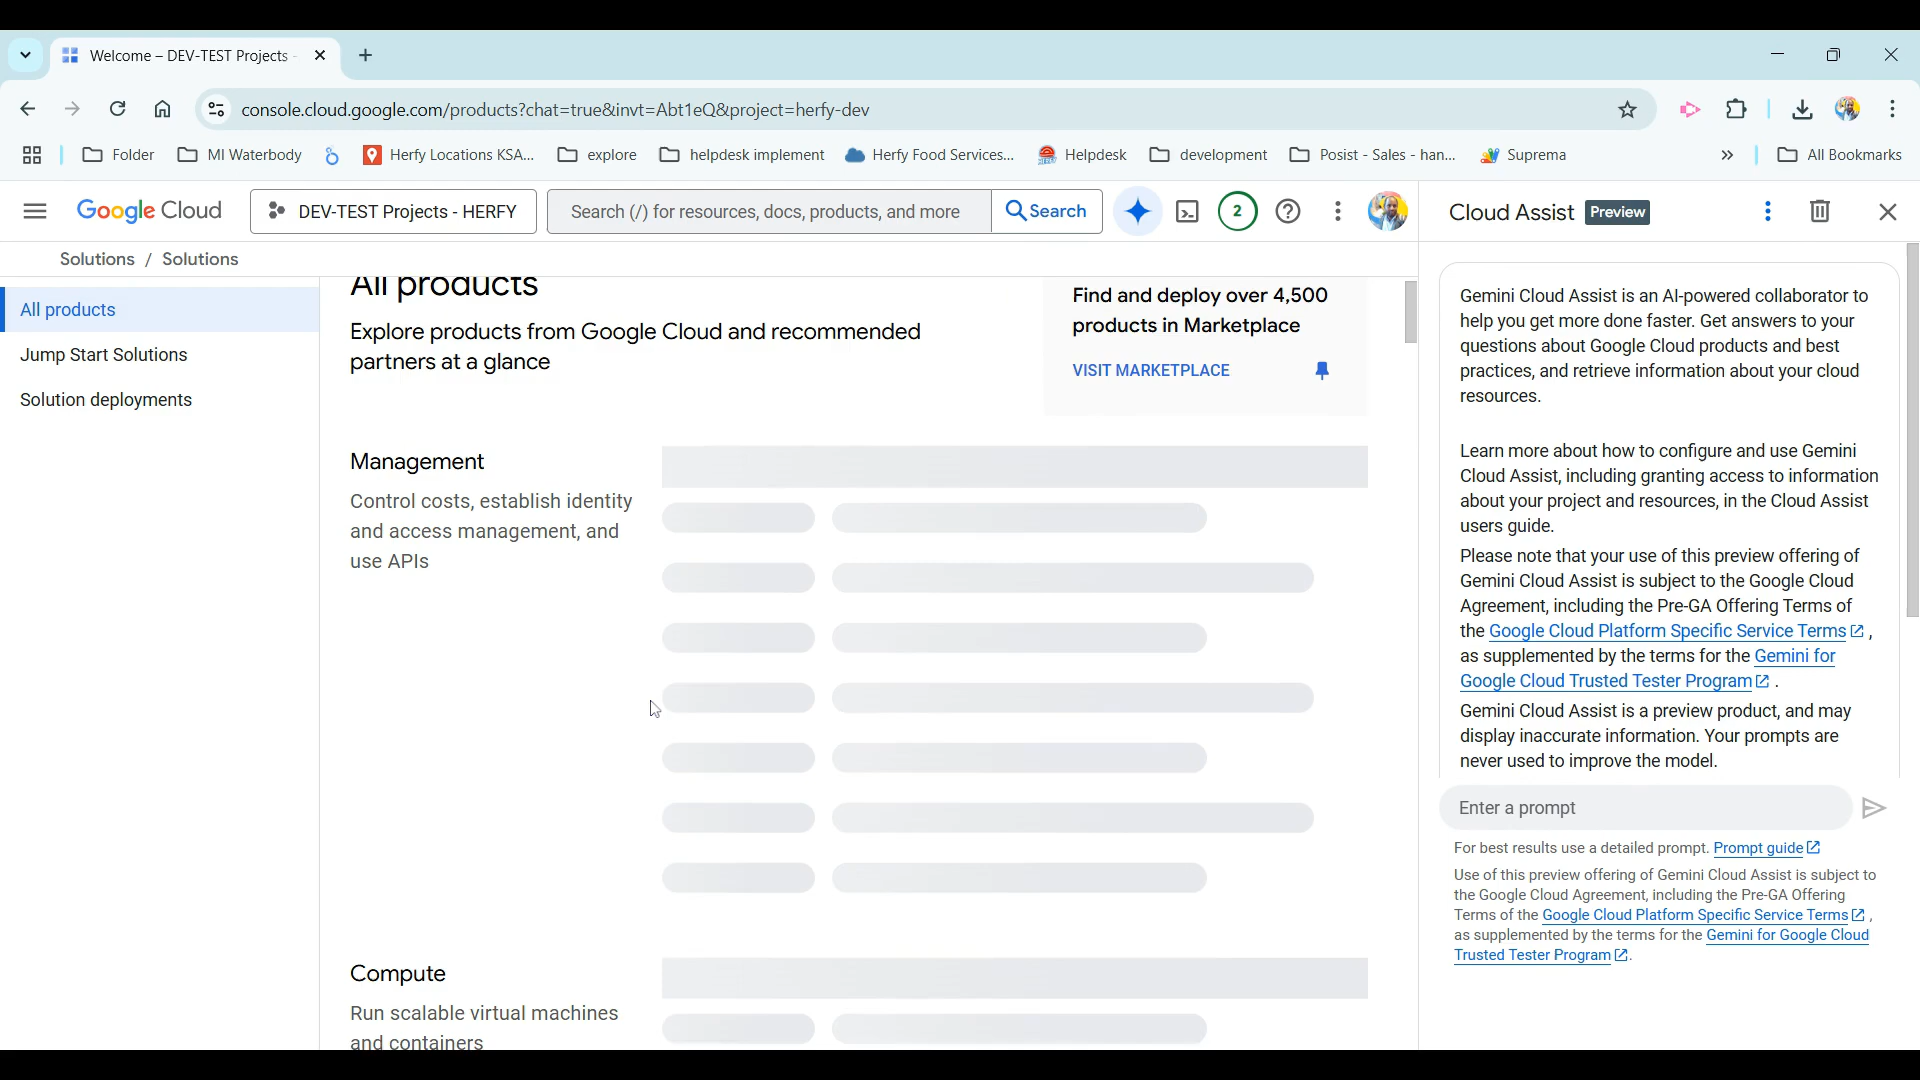 Welcome – DEV-TEST Projects -
console.cloud.google.com/products?chat=true&invt=Abt1eQ&project=herfy-dev
Folder
MI Waterbody
Herfy Locations KSA...
explore
helpdesk implement
Herfy Food Services...
Helpdesk
development
Posist - Sales - han...
Suprema
»
All Bookmarks
Google Cloud
DEV-TEST Projects - HERFY
Search (/) for resources, docs, products, and more
Search
2
Solutions / Solutions
All products
Jump Start Solutions
Solution deployments
All products
Explore products from Google Cloud and recommended
partners at a glance
Find and deploy over 4,500
products in Marketplace
VISIT MARKETPLACE
Management
Control costs, establish identity
and access management, and
use APIs
Compute
Run scalable virtual machines
and containers
Cloud Assist Preview
Gemini Cloud Assist is an AI-powered collaborator to
help you get more done faster. Get answers to your
questions about Google Cloud products and best
practices, and retrieve information about your cloud
resources.
Learn more about how to configure and use Gemini
Cloud Assist, including granting access to information
about your project and resources, in the Cloud Assist
users guide.
Please note that your use of this preview offering of
Gemini Cloud Assist is subject to the Google Cloud
Agreement, including the Pre-GA Offering Terms of
the Google Cloud Platform Specific Service Terms ,
as supplemented by the terms for the Gemini for
Google Cloud Trusted Tester Program .
Gemini Cloud Assist is a preview product, and may
display inaccurate information. Your prompts are
never used to improve the model.
Enter a prompt
For best results use a detailed prompt. Prompt guide
Use of this preview offering of Gemini Cloud Assist is subject to
the Google Cloud Agreement, including the Pre-GA Offering
Terms of the Google Cloud Platform Specific Service Terms ,
as supplemented by the terms for the Gemini for Google Cloud
Trusted Tester Program .